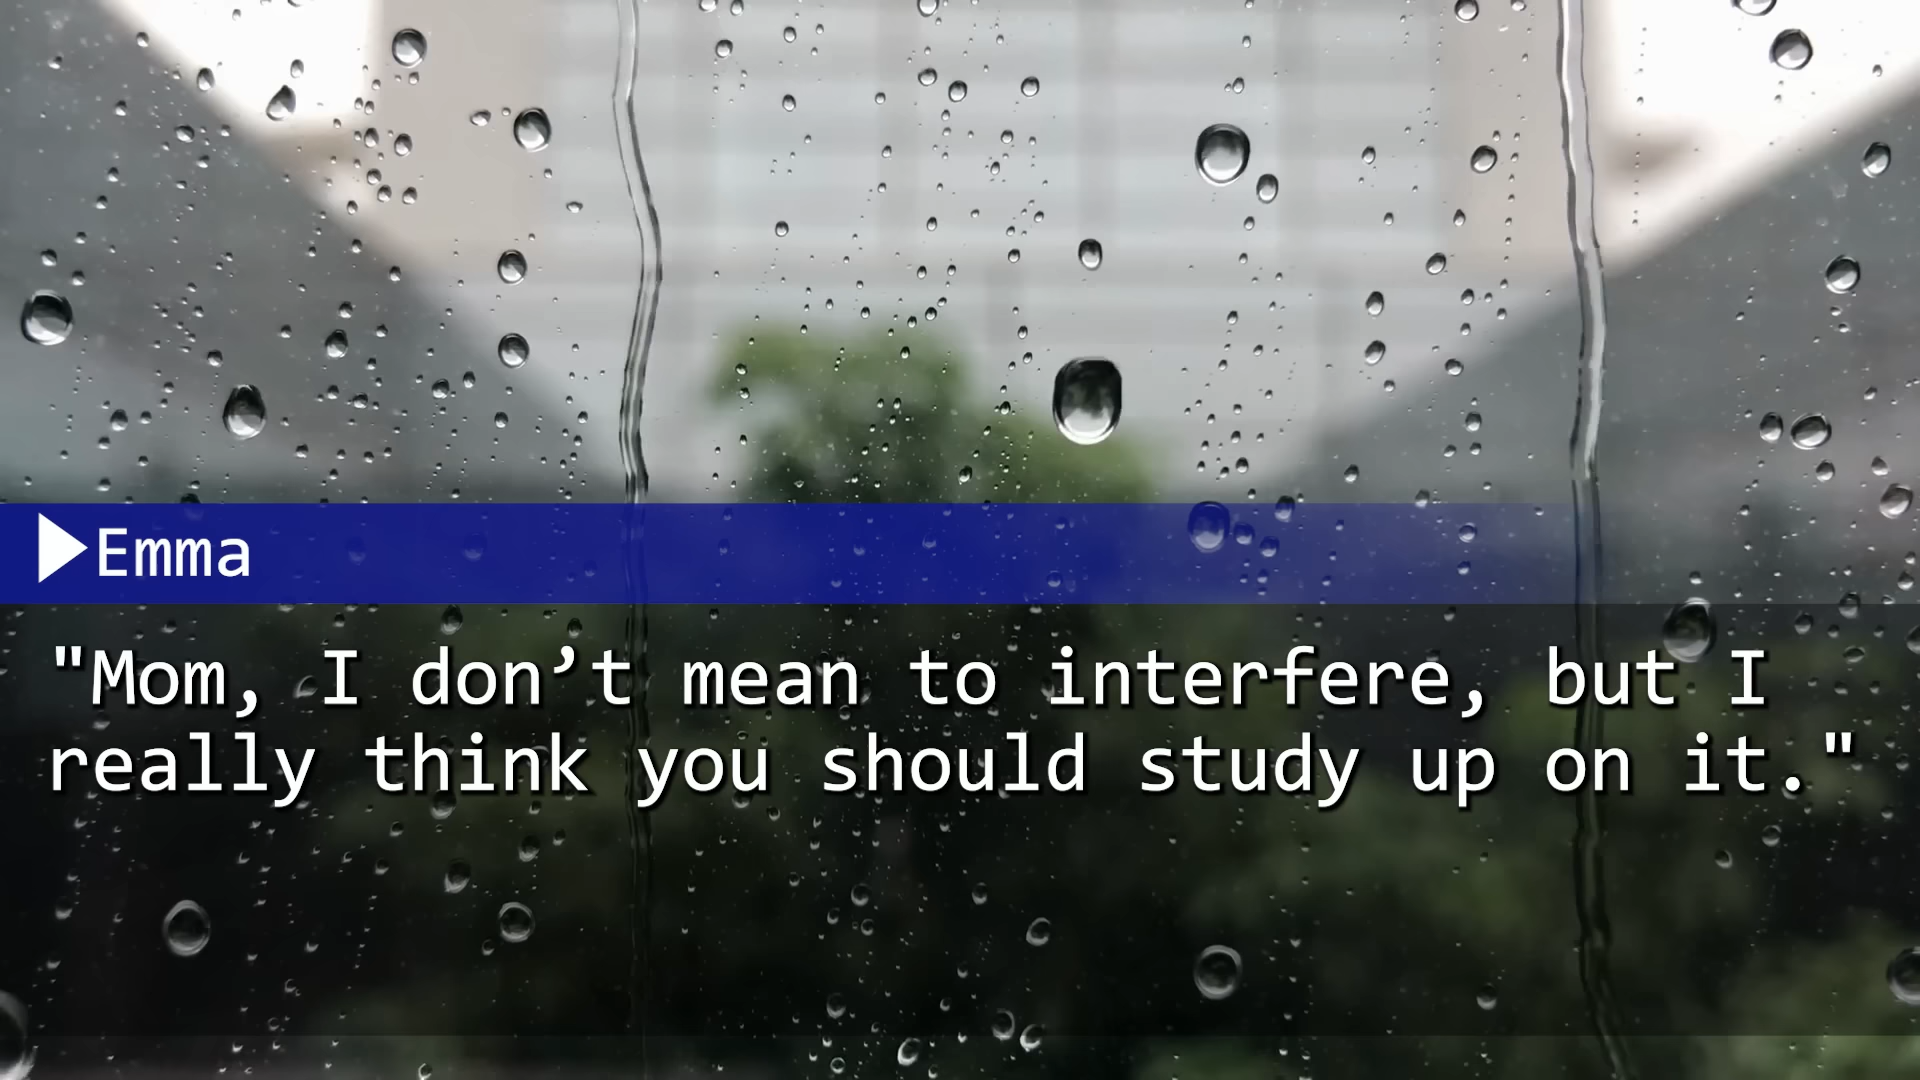 Emma
"Mom, I don’t mean to interfere, but I
really think you should study up on it."